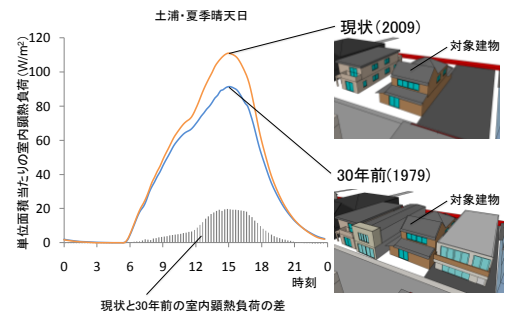 土浦・夏季晴天日
現状(2009)
対象建物
単位面積当たりの室内顕熱負荷(W/m²)
120
100
80
60
40
20
0
0 3 6 9 12 15 18 21 0
時刻
現状と30年前の室内顕熱負荷の差
30年前(1979)
対象建物